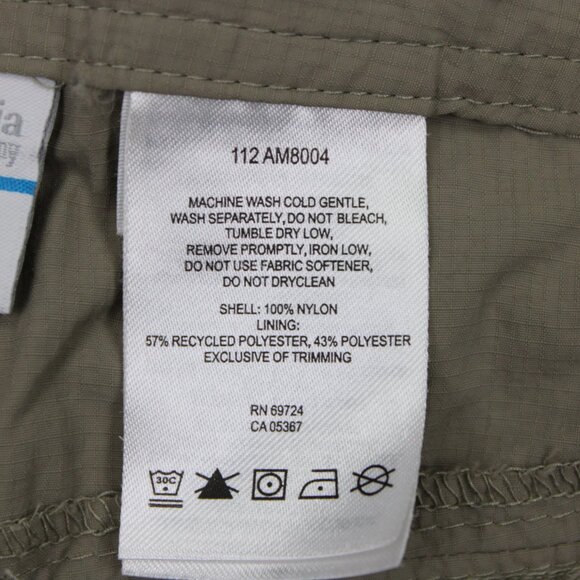 ia
ny
112 AM8004
MACHINE WASH COLD GENTLE,
WASH SEPARATELY, DO NOT BLEACH,
TUMBLE DRY LOW,
REMOVE PROMPTLY, IRON LOW,
DO NOT USE FABRIC SOFTENER,
DO NOT DRYCLEAN
SHELL: 100% NYLON
LINING:
57% RECYCLED POLYESTER, 43% POLYESTER
EXCLUSIVE OF TRIMMING
RN 69724
CA 05367
30C